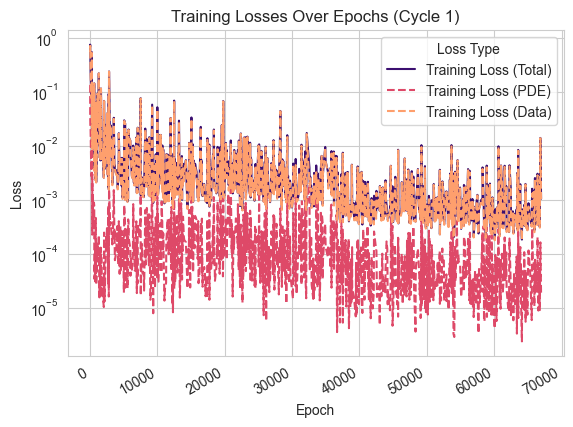 Training Losses Over Epochs (Cycle 1)
Loss Type
Training Loss (Total)
Training Loss (PDE)
Training Loss (Data)
Loss
10⁰
10⁻¹
10⁻²
10⁻³
10⁻⁴
10⁻⁵
0 10000 20000 30000 40000 50000 60000 70000
Epoch